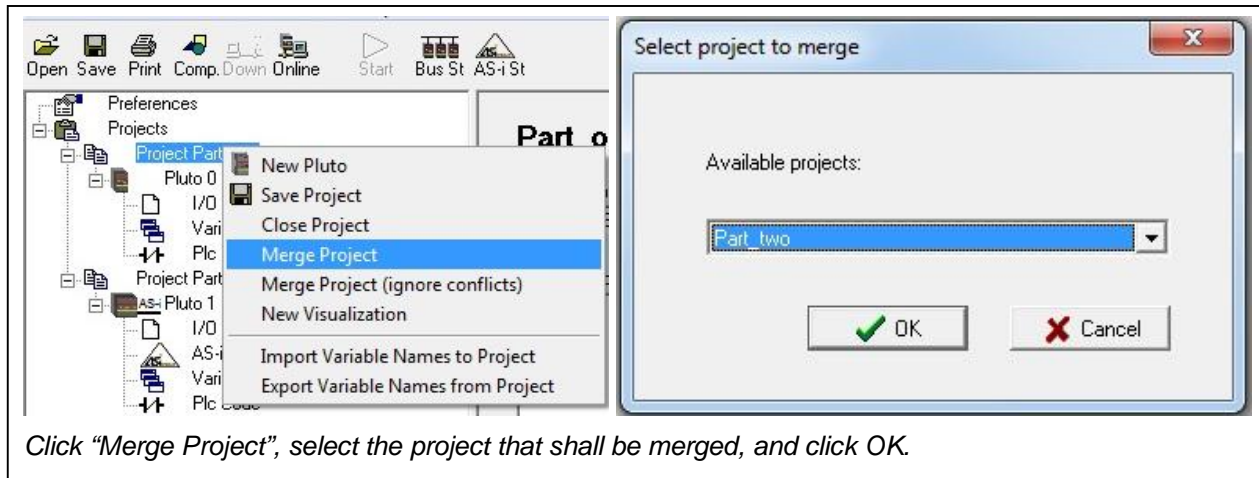 Open Save Print Comp. Down Online Start Bus St AS-i St
Preferences
Projects
Project Part
Pluto 0
I/O
Vari
Plc
Project Part
AS-i Pluto 1
I/O
AS-i
Vari
Plc Code
Part_o
New Pluto
Save Project
Close Project
Merge Project
Merge Project (ignore conflicts)
New Visualization
Import Variable Names to Project
Export Variable Names from Project
Select project to merge
Available projects:
Part_two
OK Cancel
Click “Merge Project”, select the project that shall be merged, and click OK.